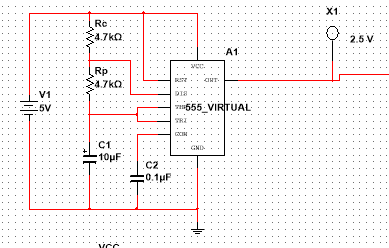 X1
2.5 V
Rc
4.7kΩ
A1
VCC
Rp
4.7kΩ
RST
OUT
DIS
V1
5V
THR
555_VIRTUAL
TRI
CON
C1
10µF
GND
C2
0.1µF
VCC